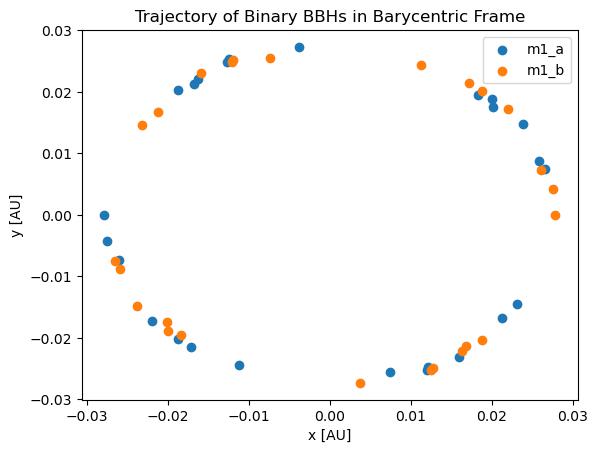 Trajectory of Binary BBHs in Barycentric Frame
m1_a
m1_b
0.03
0.02
0.01
0.00
−0.01
−0.02
−0.03
y [AU]
−0.03 −0.02 −0.01 0.00 0.01 0.02 0.03
x [AU]